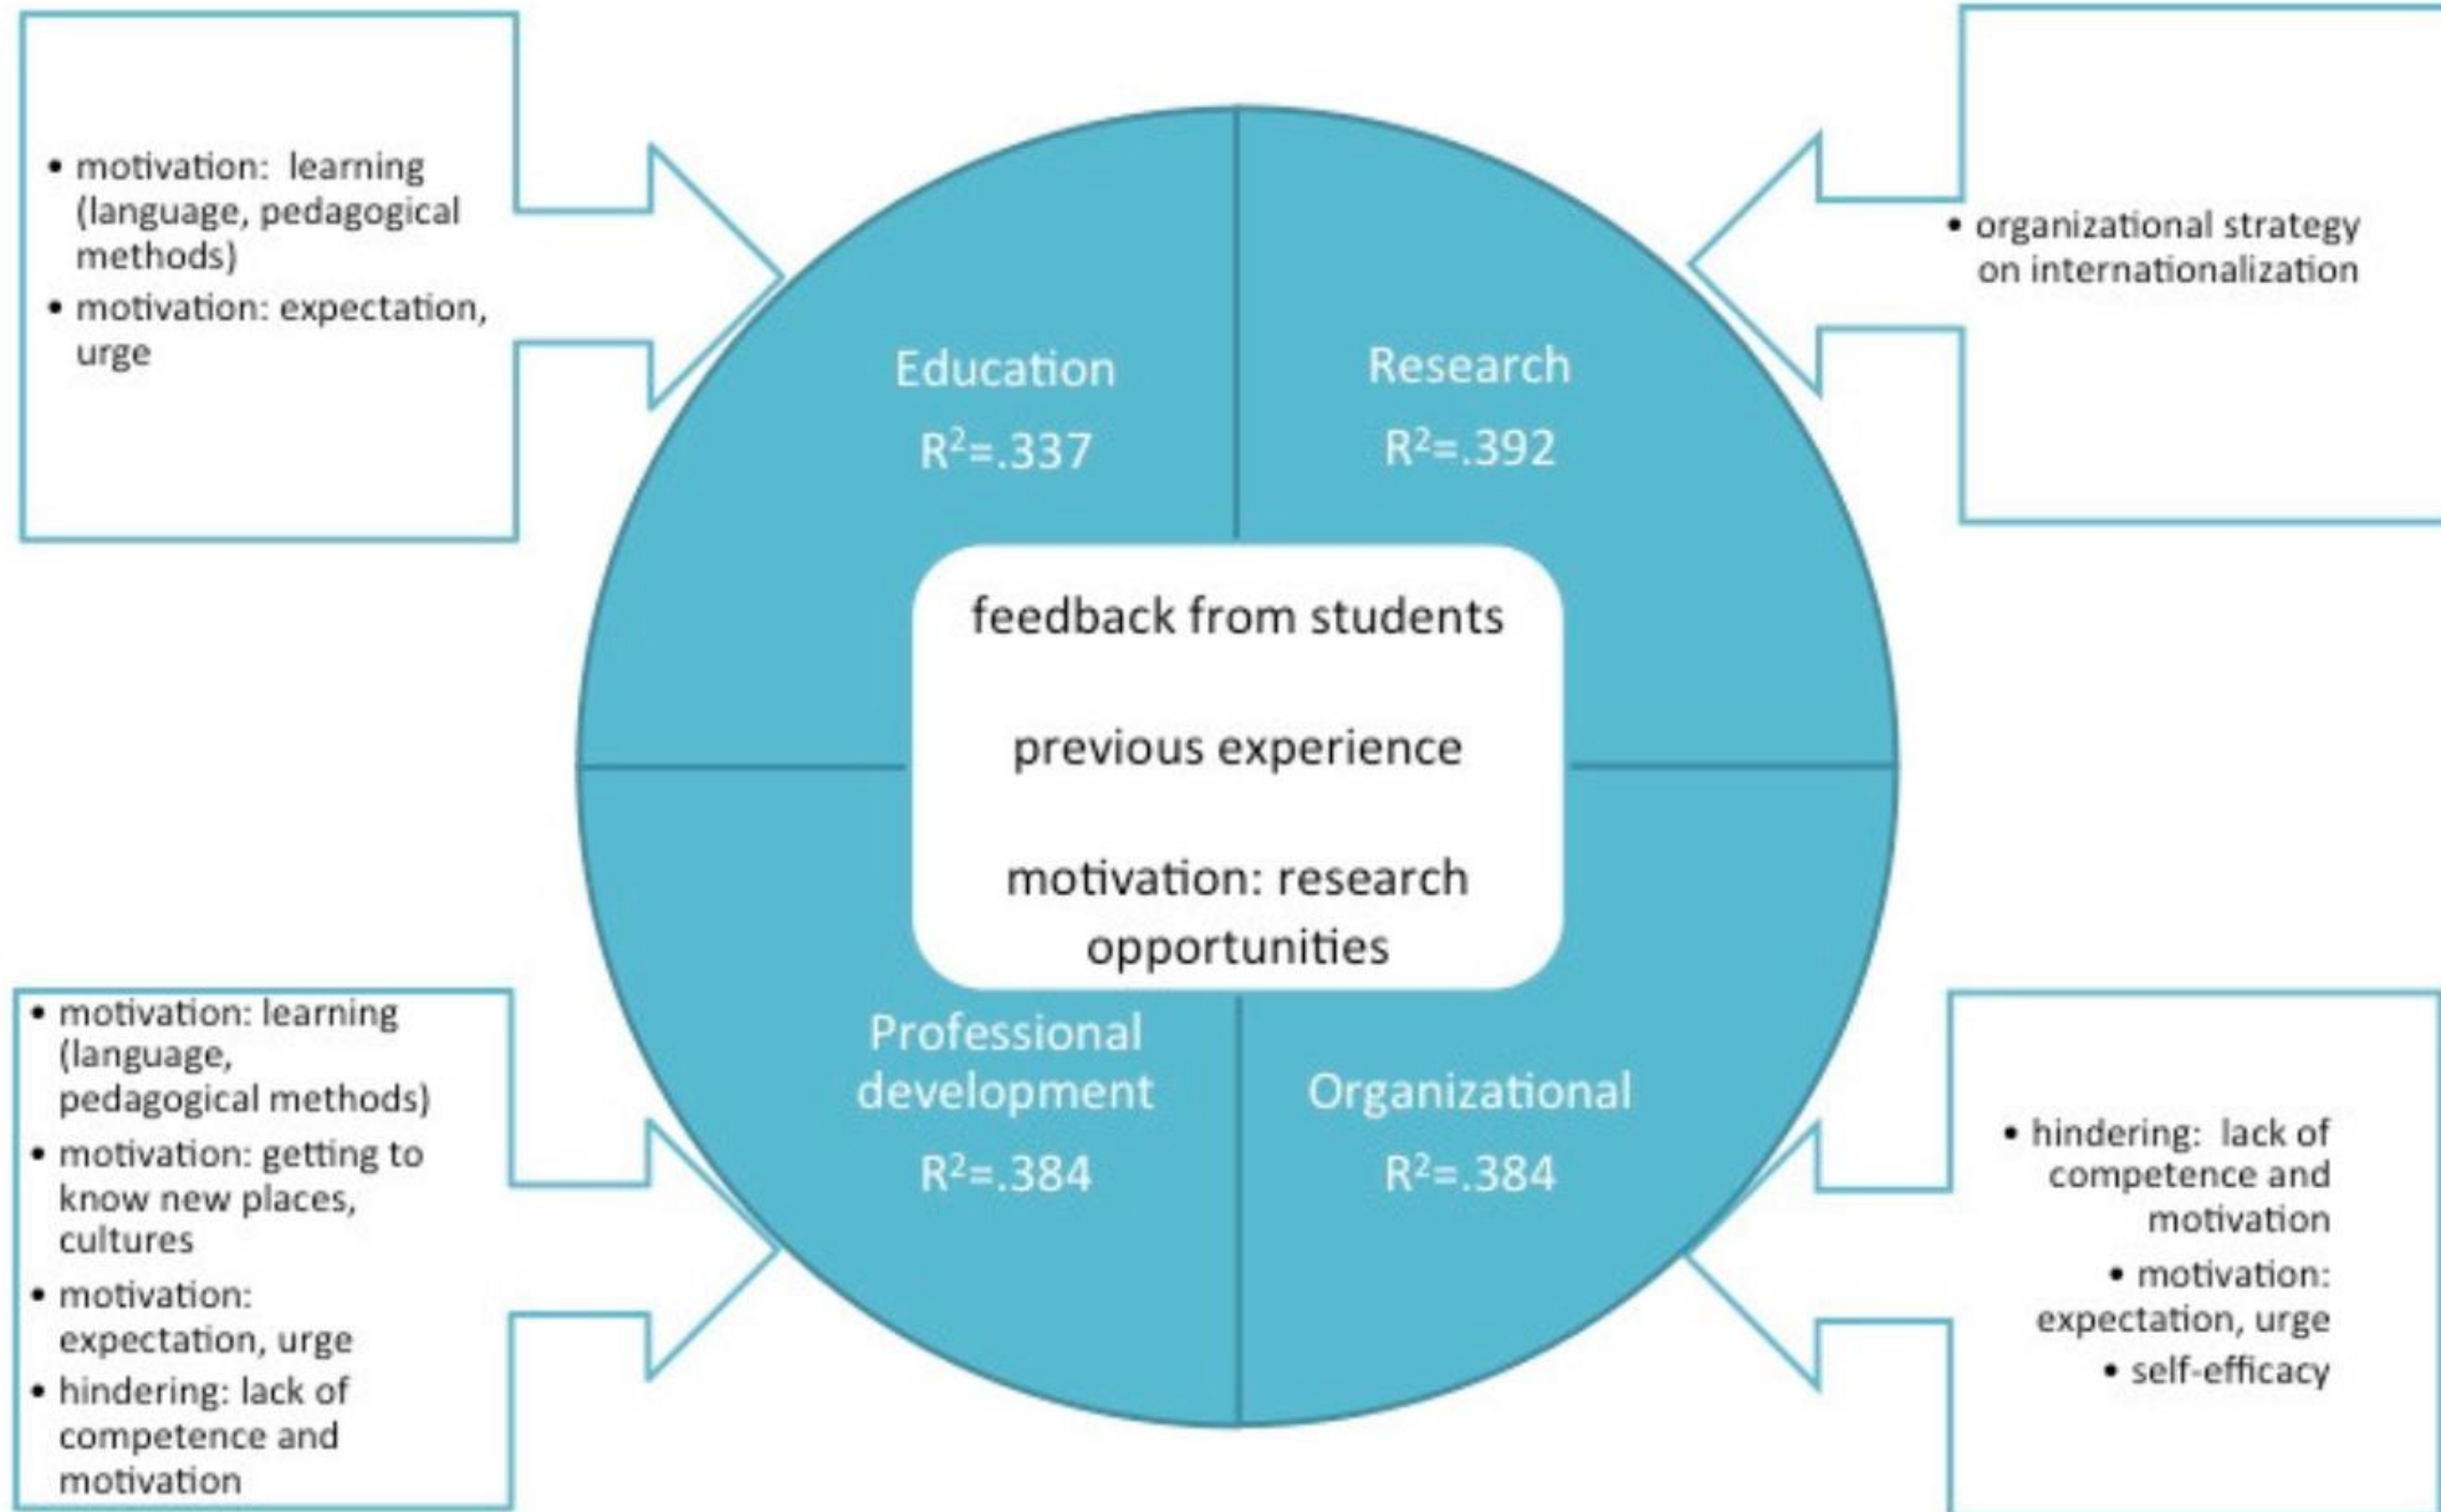 • motivation:  learning
(language, pedagogical
methods)
• motivation: expectation,
urge
• organizational strategy
on internationalization
Education
R²=.337
Research
R²=.392
feedback from students
previous experience
motivation: research
opportunities
Professional
development
R²=.384
Organizational
R²=.384
• motivation: learning
(language,
pedagogical methods)
• motivation: getting to
know new places,
cultures
• motivation:
expectation, urge
• hindering: lack of
competence and
motivation
• hindering:  lack of
competence and
motivation
• motivation:
expectation, urge
• self-efficacy